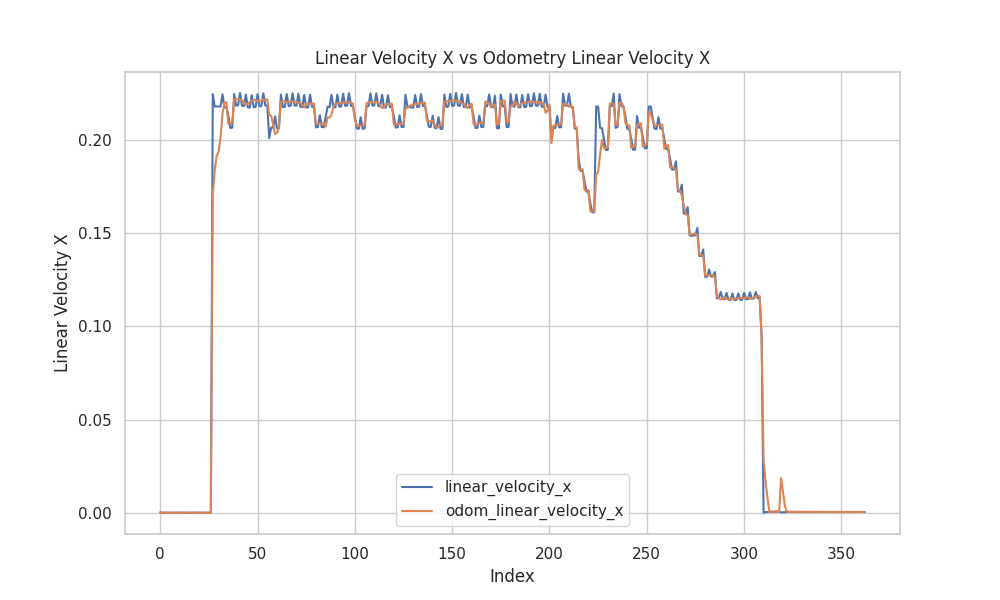 Linear Velocity X vs Odometry Linear Velocity X
Linear Velocity X
0.20
0.15
0.10
0.05
0.00
linear_velocity_x
odom_linear_velocity_x
0 50 100 150 200 250 300 350
Index